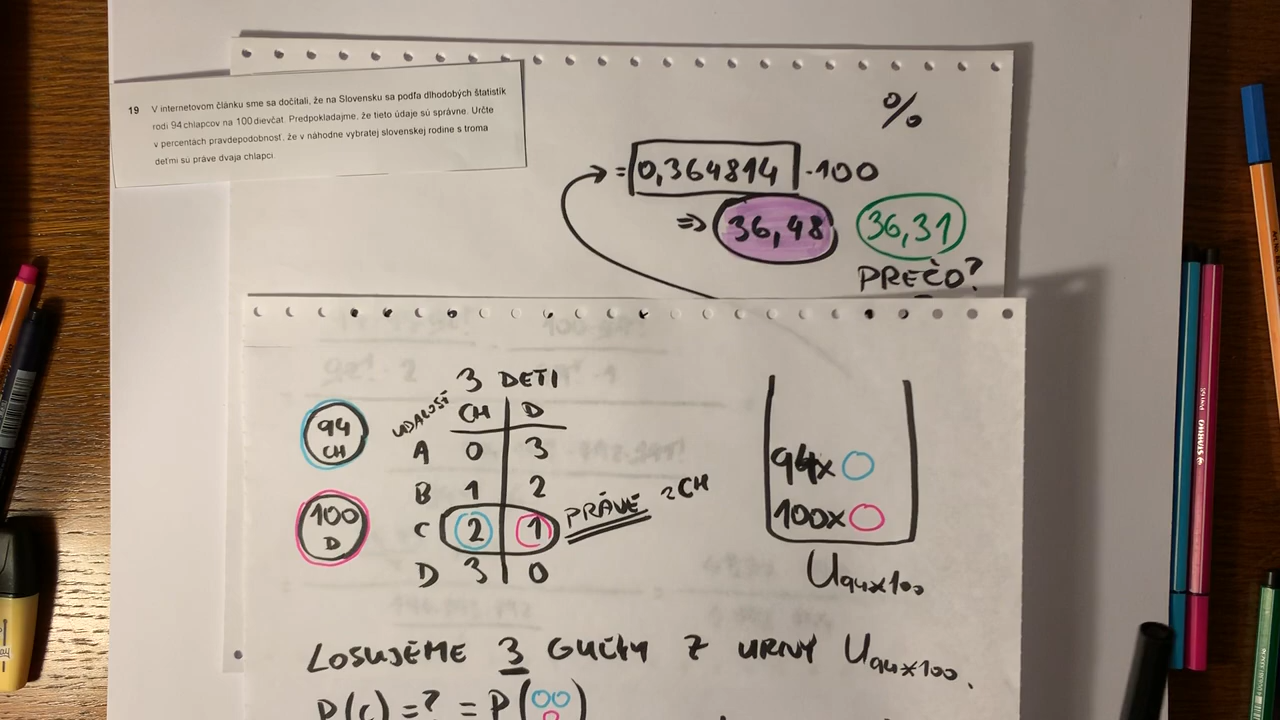 19 V internetovom článku sme sa dočítali, že na Slovensku sa podľa dlhodobých štatistík
rodí 94 chlapcov na 100 dievčat. Predpokladajme, že tieto údaje sú správne. Určte
v percentách pravdepodobnosť, že v náhodne vybratej slovenskej rodine s troma
deťmi sú práve dvaja chlapci.
%
= 0,364814 · 100
⇒ 36,48 36,31
PREČO?
3 DETI
UDALOSŤ CH D
94 CH
A 0 3
B 1 2
100 D
C 2 1 PRÁVE 2CH
D 3 0
94x
100x
U94x100
LOSUJEME 3 GUĽKY Z URNY U94x100.
P(C) = ? = P(
STABILO